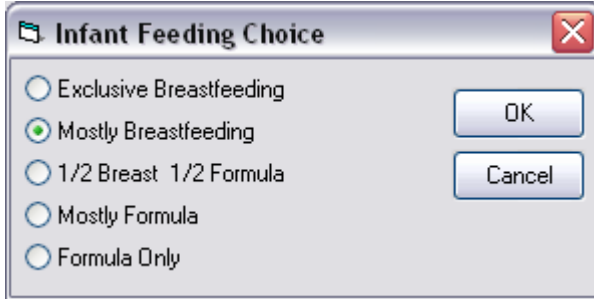 Infant Feeding Choice
Exclusive Breastfeeding
Mostly Breastfeeding
1/2 Breast 1/2 Formula
Mostly Formula
Formula Only
OK
Cancel